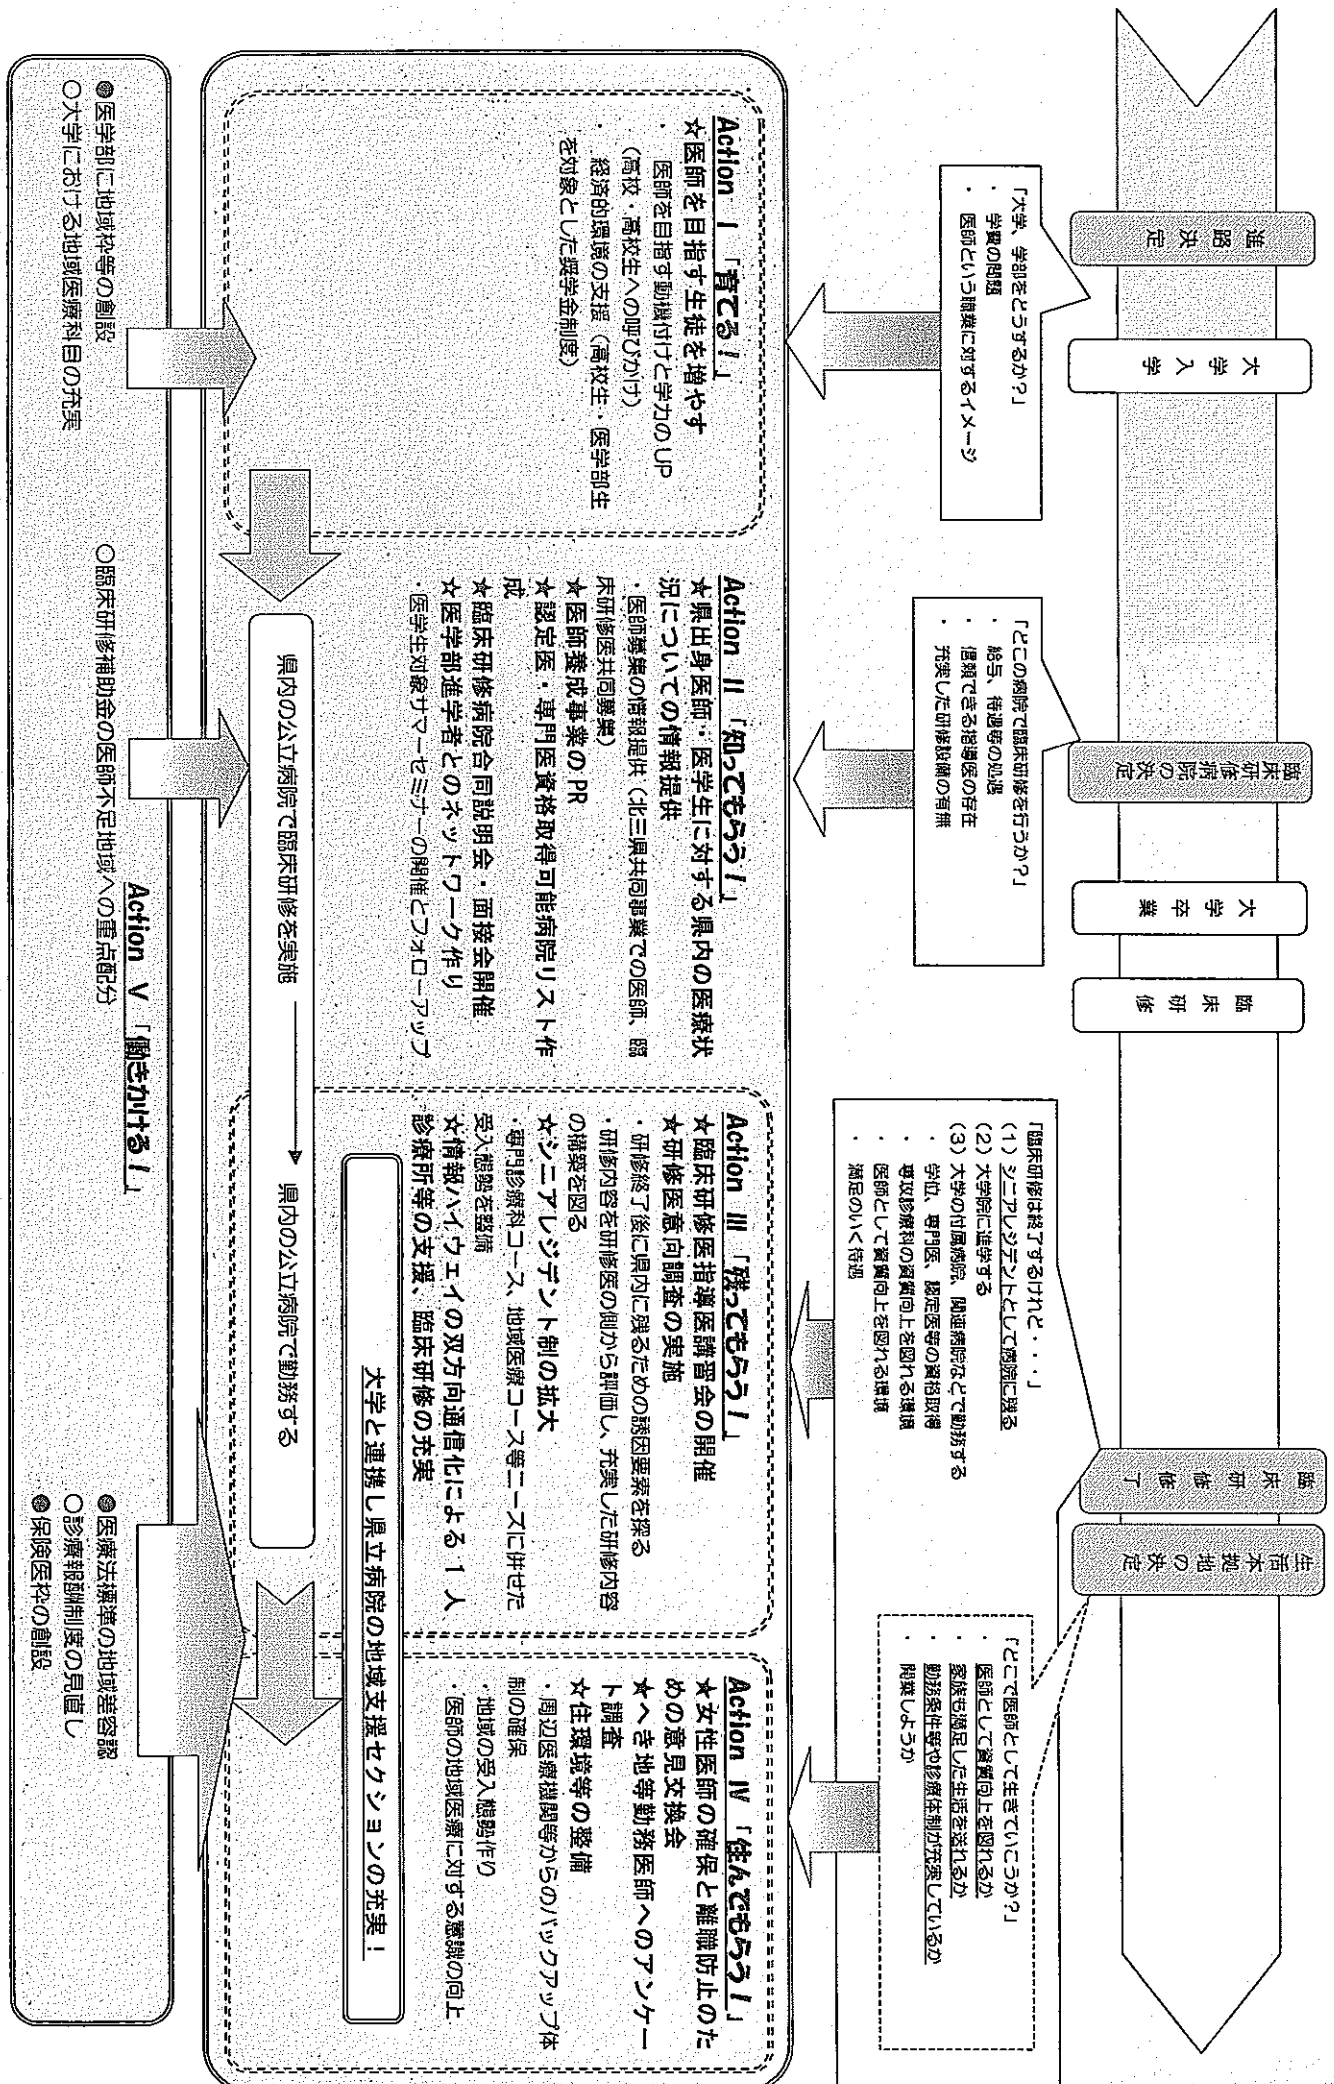 進路決定
大学入学
臨床研修病院の決定
大学卒業
臨床研修
臨床研修修了
生活本拠地の決定
「大学、学部をどうするか？」
・ 学費の問題
・ 医師という職業に対するイメージ
「どこの病院で臨床研修を行うか？」
・ 給与、待遇等の処遇
・ 信頼できる指導医の存在
・ 充実した研修設備の有無
「臨床研修は終了するけれど・・・」
(1) シニアレジデントとして病院に残る
(2) 大学院に進学する
(3) 大学の付属病院、関連病院などで勤務する
・ 学位、専門医、認定医等の資格取得
・ 専攻診療科の資質向上を図れる環境
・ 医師として資質向上を図れる環境
・ 満足のいく待遇
「どこで医師として生きていこうか？」
・ 医師として資質向上を図れるか
・ 家族も満足した生活を送れるか
・ 勤務条件等や診療体制が充実しているか
・ 開業しようか
Action Ⅰ「育てる！」
☆医師を目指す生徒を増やす
・ 医師を目指す動機付けと学力のUP
（高校・高校生への呼びかけ）
・ 経済的環境の支援（高校生・医学部生
を対象とした奨学金制度）
Action Ⅱ「知ってもらう！」
★県出身医師・医学生に対する県内の医療状
況についての情報提供
・医師募集の情報提供（北三県共同事業での医師、臨
床研修医共同募集）
★医師養成事業のPR
★認定医・専門医資格取得可能病院リスト作
成
☆臨床研修病院合同説明会・面接会開催
☆医学部進学者とのネットワーク作り
・医学生対象サマーセミナーの開催とフォローアップ
Action Ⅲ「残ってもらう！」
★臨床研修医指導医講習会の開催
★研修医意向調査の実施
・研修終了後に県内に残るための誘因要素を探る
・研修内容を研修医の側から評価し、充実した研修内容
の構築を図る
☆シニアレジデント制の拡大
・専門診療科コース、地域医療コース等ニーズに併せた
受入態勢を整備
☆情報ハイウェイの双方向通信化による1人
診療所等の支援、臨床研修の充実
Action Ⅳ「住んでもらう！」
★女性医師の確保と離職防止のた
めの意見交換会
★へき地等勤務医師へのアンケー
ト調査
☆住環境等の整備
・周辺医療機関等からのバックアップ体
制の確保
・地域の受入態勢作り
・医師の地域医療に対する意識の向上
大学と連携し県立病院の地域支援セクションの充実！
県内の公立病院で臨床研修を実施
県内の公立病院で勤務する
Action Ⅴ「働きかける！」
●医学部に地域枠等の創設
○大学における地域医療科目の充実
○臨床研修補助金の医師不足地域への重点配分
●医療法標準の地域差容認
○診療報酬制度の見直し
●保険医枠の創設